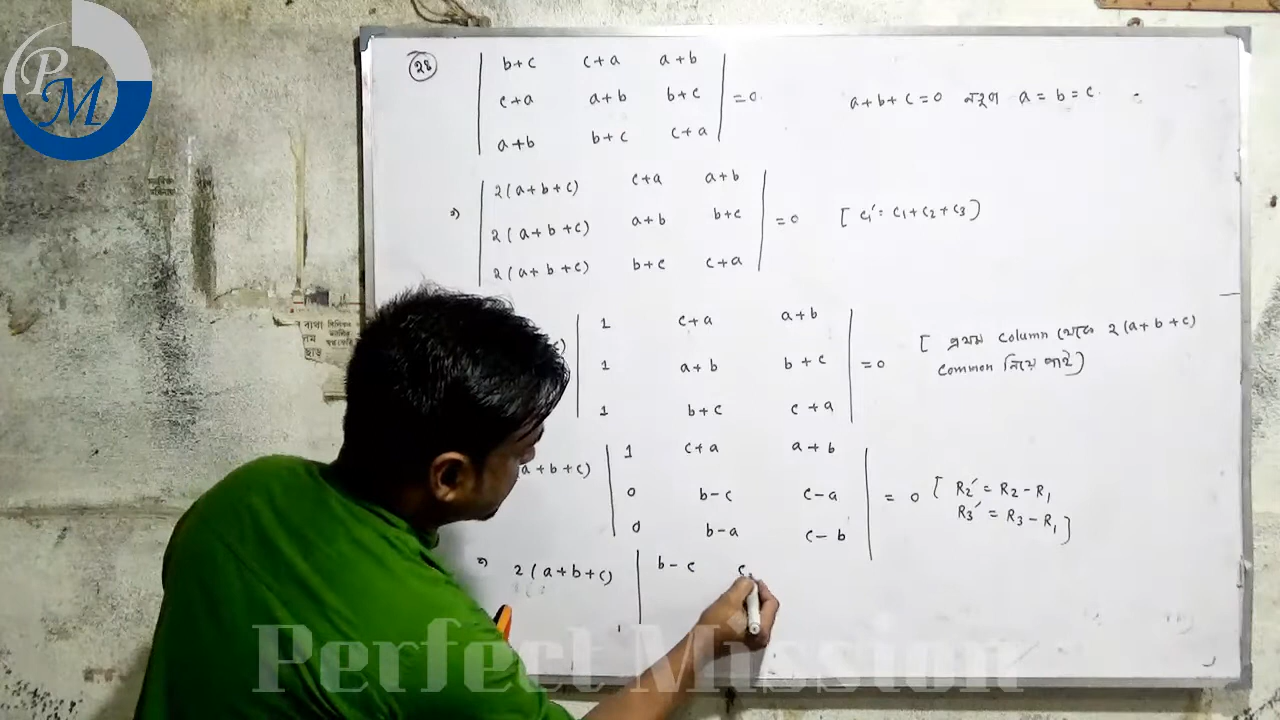 PM
২৪ | b+c c+a a+b |
| c+a a+b b+c | = 0 a+b+c=0 নতুবা a = b = c.
| a+b b+c c+a |
| 2(a+b+c) c+a a+b |
| 2(a+b+c) a+b b+c | = 0 [ C₁′ = C₁+C₂+C₃ ]
| 2(a+b+c) b+c c+a |
| 1 c+a a+b |
| 1 a+b b+c | = 0 [ প্রথম column থেকে 2(a+b+c)
| 1 b+c c+a | common নিয়ে পাই]
| 1 c+a a+b |
a+b+c) | 0 b-c c-a | = 0 [ R₂′ = R₂ - R₁
| 0 b-a c-b | R₃′ = R₃ - R₁ ]
2(a+b+c) | b-c c
Perfect Mission